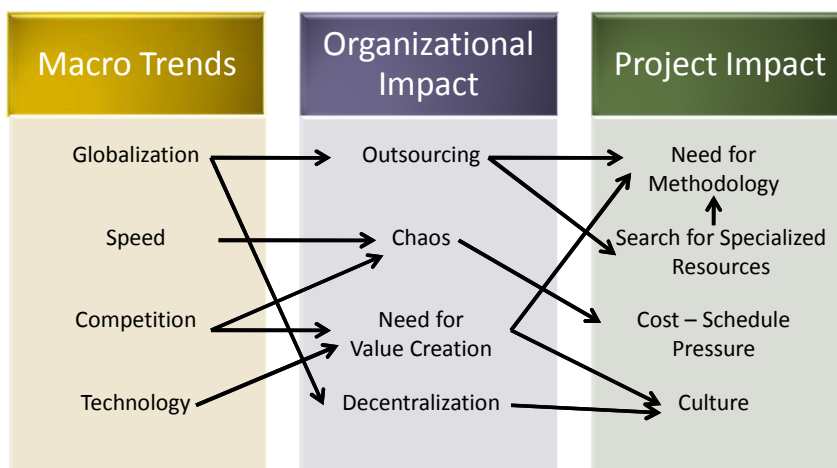 Macro Trends
Organizational
Impact
Project Impact
Globalization
Speed
Competition
Technology
Outsourcing
Chaos
Need for
Value Creation
Decentralization
Need for
Methodology
Search for Specialized
Resources
Cost – Schedule
Pressure
Culture